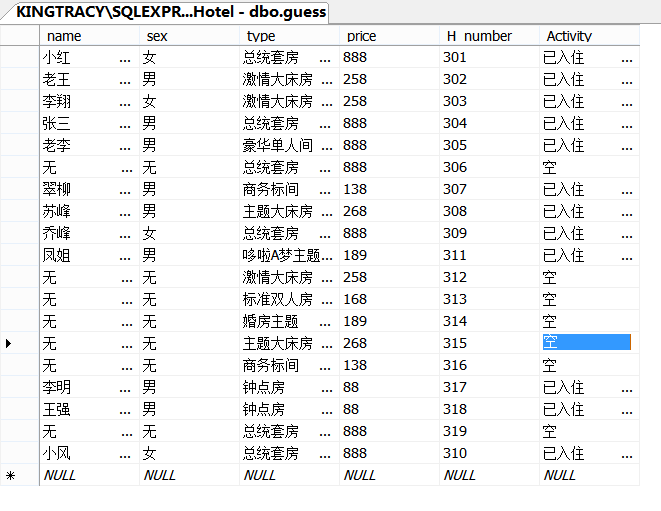 KINGTRACY\SQLEXPR...Hotel - dbo.guess
name sex type price H_number Activity
小红 ... 女 总统套房 ... 888 301 已入住 ...
老王 ... 男 激情大床房 ... 258 302 已入住 ...
李翔 ... 女 激情大床房 ... 258 303 已入住 ...
张三 ... 男 总统套房 ... 888 304 已入住 ...
老李 ... 男 豪华单人间 ... 888 305 已入住 ...
无 ... 无 总统套房 ... 888 306 空
翠柳 ... 男 商务标间 ... 138 307 已入住 ...
苏峰 ... 男 主题大床房 ... 268 308 已入住 ...
乔峰 ... 女 总统套房 ... 888 309 已入住 ...
凤姐 ... 男 哆啦A梦主题... 189 311 已入住 ...
无 ... 无 激情大床房 ... 258 312 空
无 ... 无 标准双人房 ... 168 313 空
无 ... 无 婚房主题 ... 189 314 空
无 ... 无 主题大床房 ... 268 315 空
无 ... 无 商务标间 ... 138 316 空
李明 ... 男 钟点房 ... 88 317 已入住 ...
王强 ... 男 钟点房 ... 88 318 已入住 ...
无 ... 无 总统套房 ... 888 319 空
小风 ... 女 总统套房 ... 888 310 已入住 ...
NULL NULL NULL NULL NULL NULL